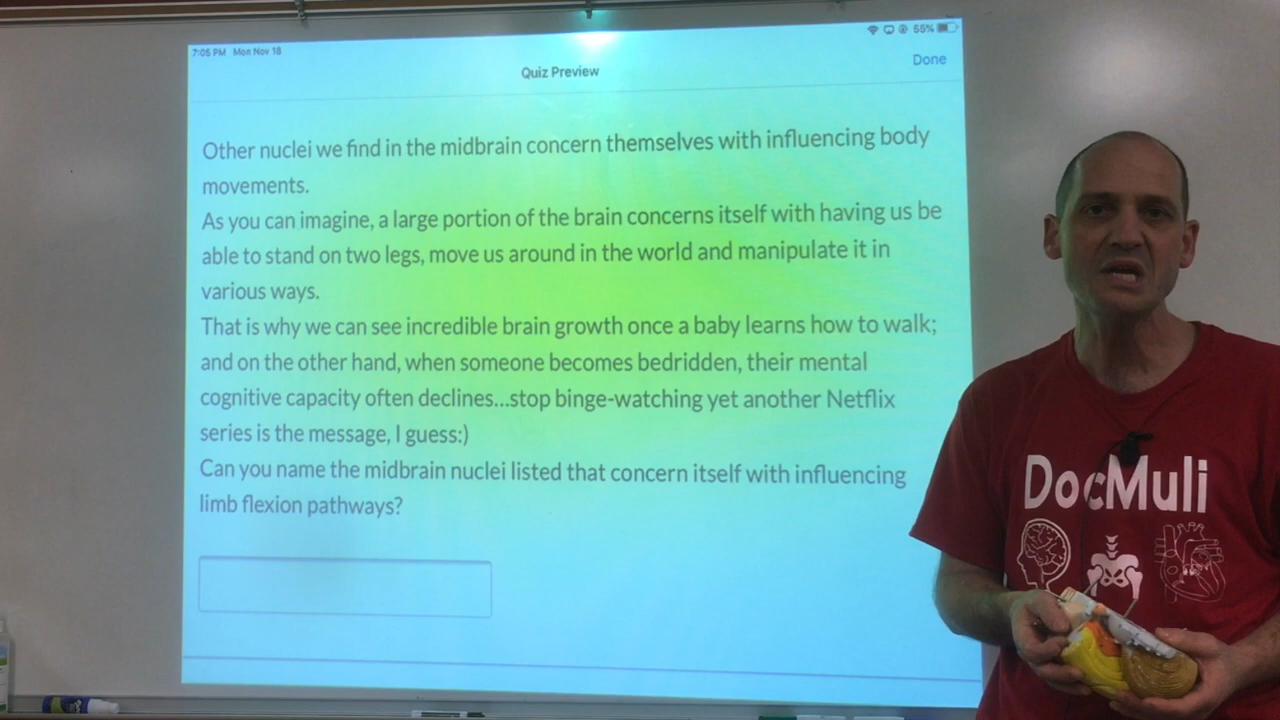 7:05 PM Mon Nov 18
55%
Quiz Preview
Done
Other nuclei we find in the midbrain concern themselves with influencing body
movements.
As you can imagine, a large portion of the brain concerns itself with having us be
able to stand on two legs, move us around in the world and manipulate it in
various ways.
That is why we can see incredible brain growth once a baby learns how to walk;
and on the other hand, when someone becomes bedridden, their mental
cognitive capacity often declines...stop binge-watching yet another Netflix
series is the message, I guess:)
Can you name the midbrain nuclei listed that concern itself with influencing
limb flexion pathways?
DocMuli